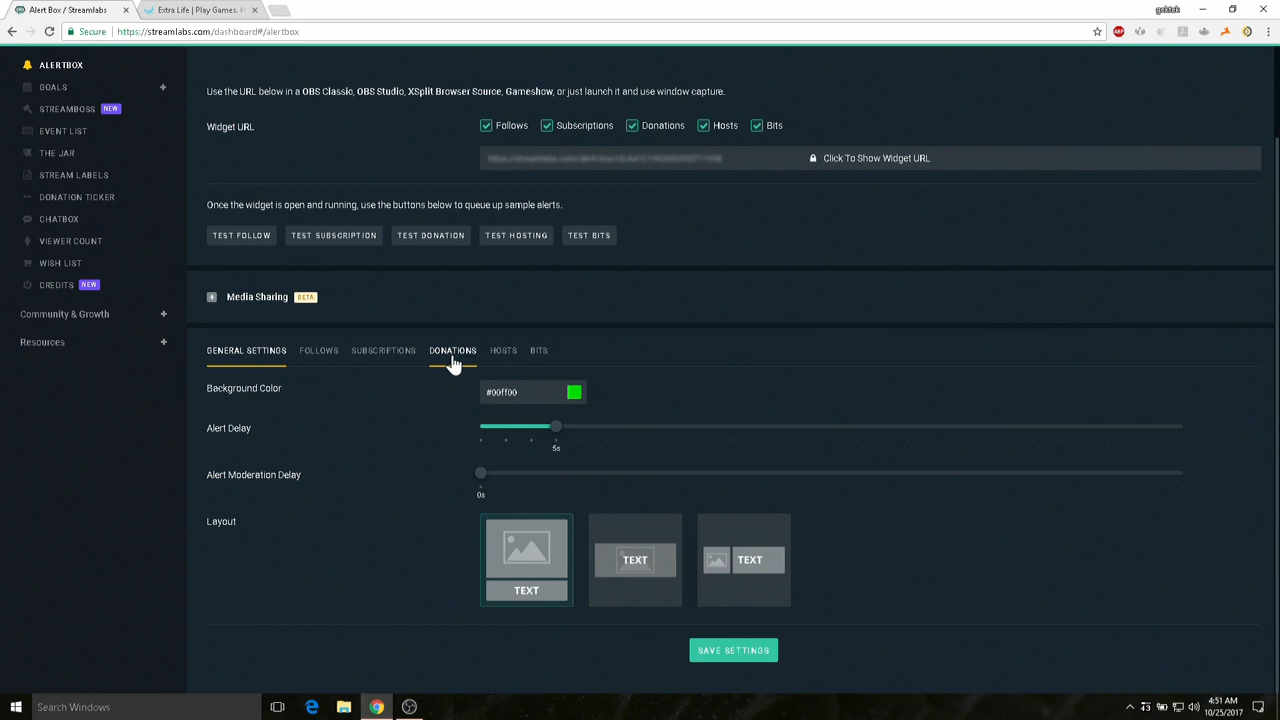 Alert Box / Streamlabs
Extra Life | Play Games. H
gcktek
Secure
https://streamlabs.com/dashboard#/alertbox
ALERTBOX
GOALS
STREAMBOSS NEW
EVENT LIST
THE JAR
STREAM LABELS
DONATION TICKER
CHATBOX
VIEWER COUNT
WISH LIST
CREDITS NEW
Community & Growth
Resources
Use the URL below in a OBS Classic, OBS Studio, XSplit Browser Source, Gameshow, or just launch it and use window capture.
Widget URL
Follows Subscriptions Donations Hosts Bits
Click To Show Widget URL
Once the widget is open and running, use the buttons below to queue up sample alerts.
TEST FOLLOW TEST SUBSCRIPTION TEST DONATION TEST HOSTING TEST BITS
Media Sharing BETA
GENERAL SETTINGS FOLLOWS SUBSCRIPTIONS DONATIONS HOSTS BITS
Background Color
#00ff00
Alert Delay
5s
Alert Moderation Delay
0s
Layout
TEXT
TEXT
TEXT
SAVE SETTINGS
Search Windows
4:51 AM
10/25/2017